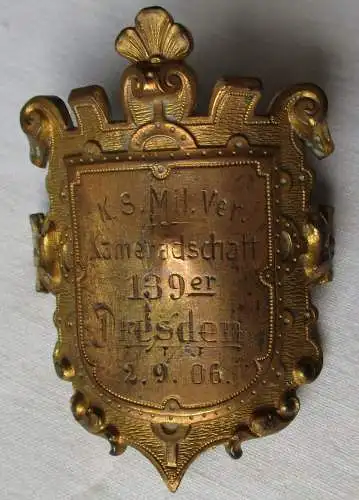 K.S. Mil. Ver.
Kameradschaft
139er
Dresden
2.9.06.